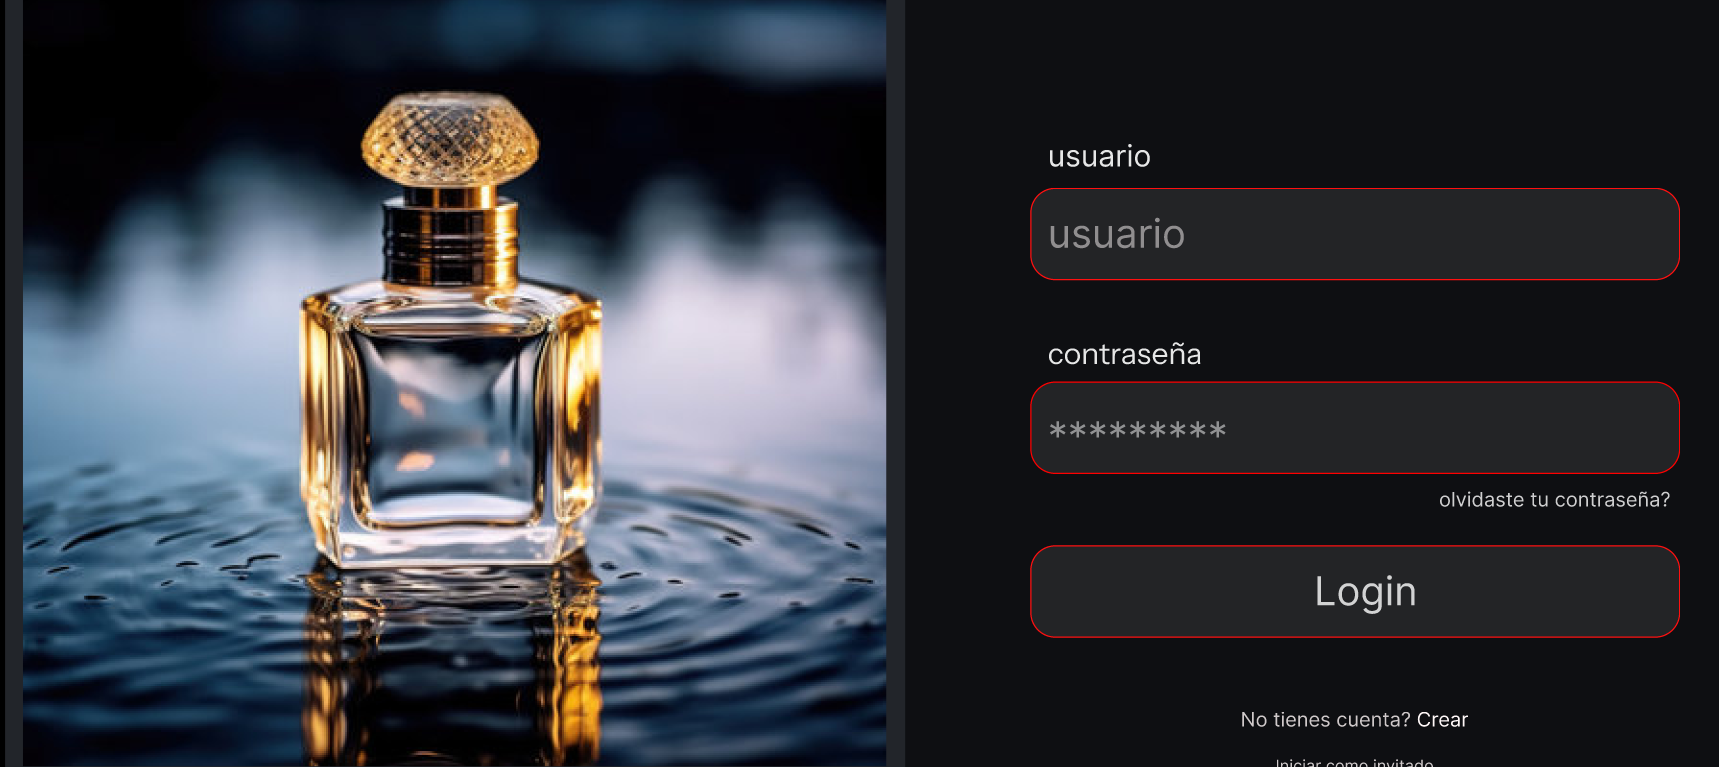 usuario
usuario
contraseña
*********
olvidaste tu contraseña?
Login
No tienes cuenta? Crear
Iniciar como invitado